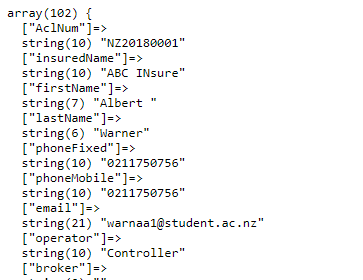 array(102) {
["AclNum"]=>
string(10) "NZ20180001"
["insuredName"]=>
string(10) "ABC INsure"
["firstName"]=>
string(7) "Albert "
["lastName"]=>
string(6) "Warner"
["phoneFixed"]=>
string(10) "0211750756"
["phoneMobile"]=>
string(10) "0211750756"
["email"]=>
string(21) "warnaa1@student.ac.nz"
["operator"]=>
string(10) "Controller"
["broker"]=>